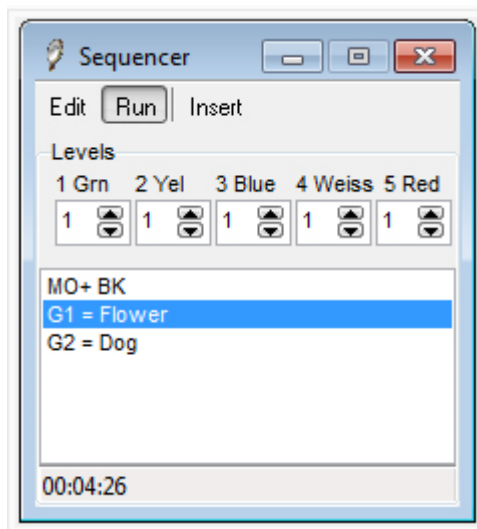 Sequencer
Edit Run Insert
Levels
1 Grn 2 Yel 3 Blue 4 Weiss 5 Red
1 1 1 1 1
MO+ BK
G1 = Flower
G2 = Dog
00:04:26